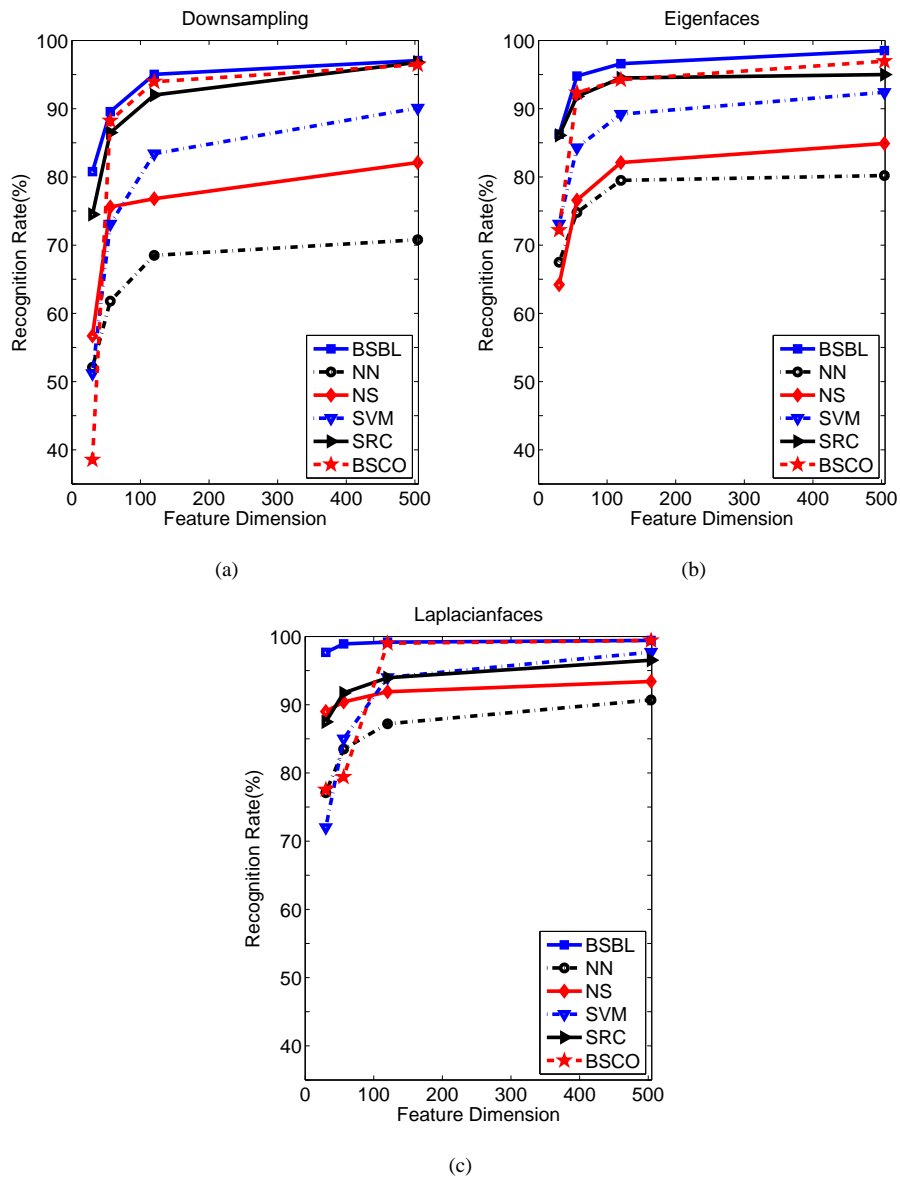 Downsampling
100
90
80
70
60
50
40
Recognition Rate(%)
BSBL
NN
NS
SVM
SRC
BSCO
0 100 200 300 400 500
Feature Dimension
(a)
Eigenfaces
100
90
80
70
60
50
40
Recognition Rate(%)
BSBL
NN
NS
SVM
SRC
BSCO
0 100 200 300 400 500
Feature Dimension
(b)
Laplacianfaces
100
90
80
70
60
50
40
Recognition Rate(%)
BSBL
NN
NS
SVM
SRC
BSCO
0 100 200 300 400 500
Feature Dimension
(c)